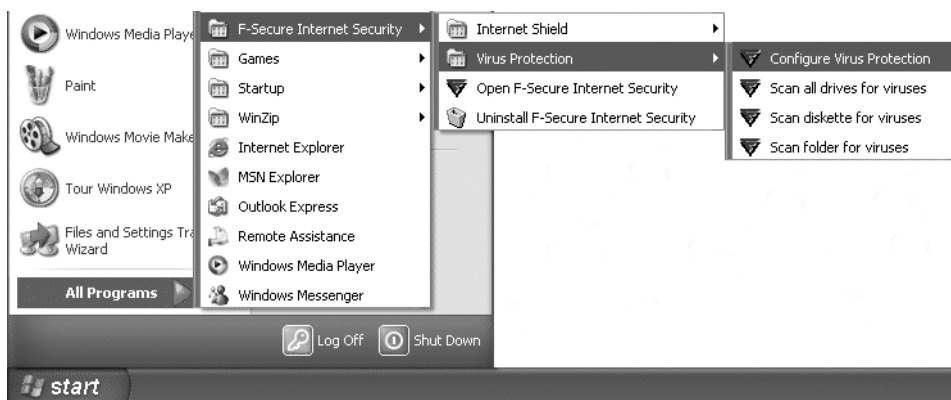 Windows Media Playe
Paint
Windows Movie Make
Tour Windows XP
Files and Settings Tra
Wizard
All Programs
F-Secure Internet Security
Games
Startup
WinZip
Internet Explorer
MSN Explorer
Outlook Express
Remote Assistance
Windows Media Player
Windows Messenger
Internet Shield
Virus Protection
Open F-Secure Internet Security
Uninstall F-Secure Internet Security
Configure Virus Protection
Scan all drives for viruses
Scan diskette for viruses
Scan folder for viruses
Log Off
Shut Down
start